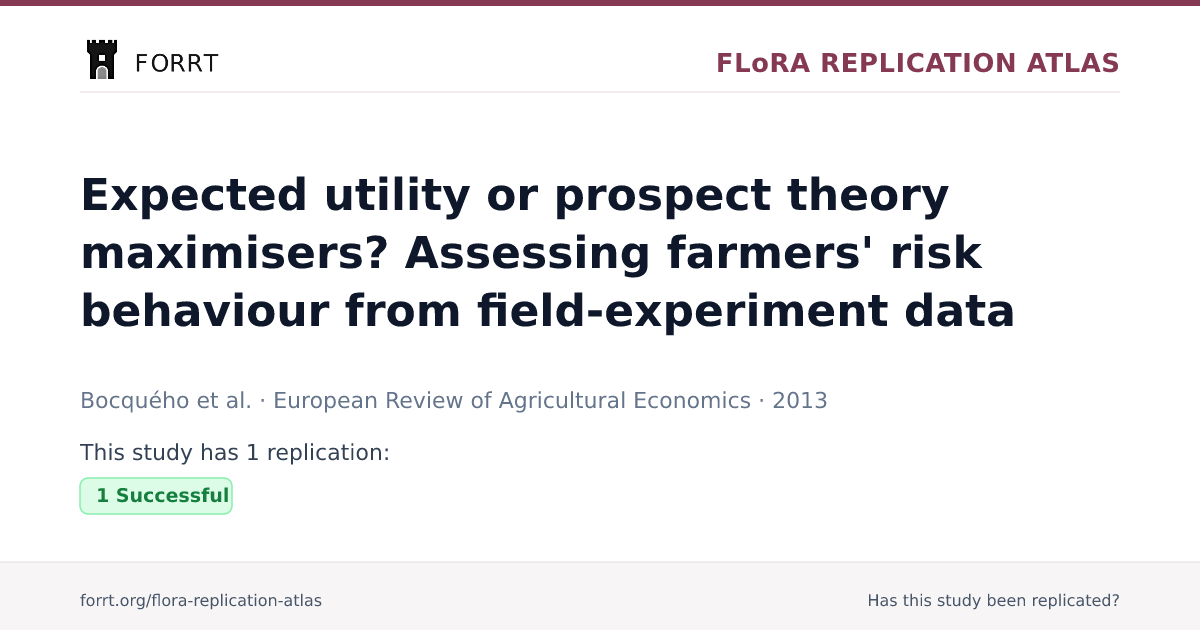 FORRT
FLoRA REPLICATION ATLAS
Expected utility or prospect theory
maximisers? Assessing farmers' risk
behaviour from field-experiment data
Bocquého et al. · European Review of Agricultural Economics · 2013
This study has 1 replication:
1 Successful
forrt.org/flora-replication-atlas
Has this study been replicated?